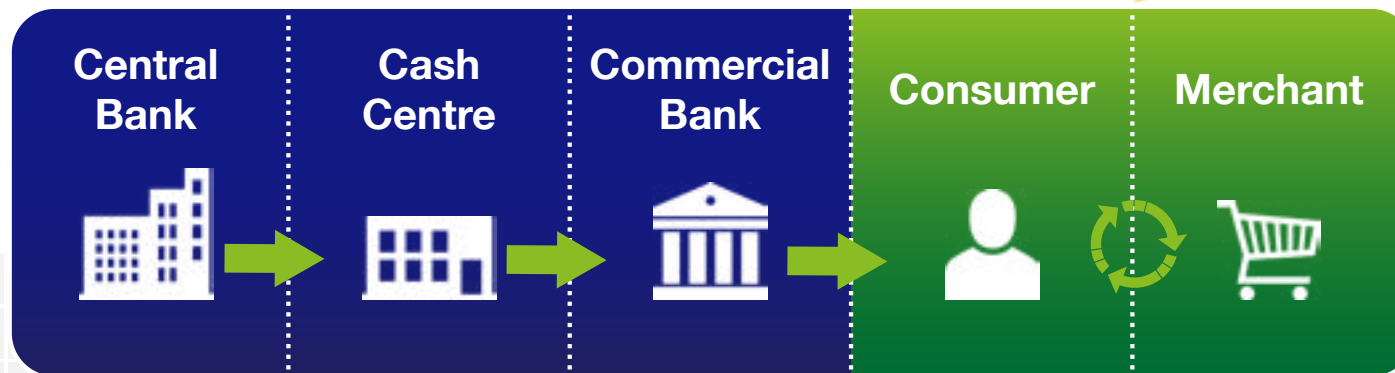 Central
Bank
Cash
Centre
Commercial
Bank
Consumer
Merchant